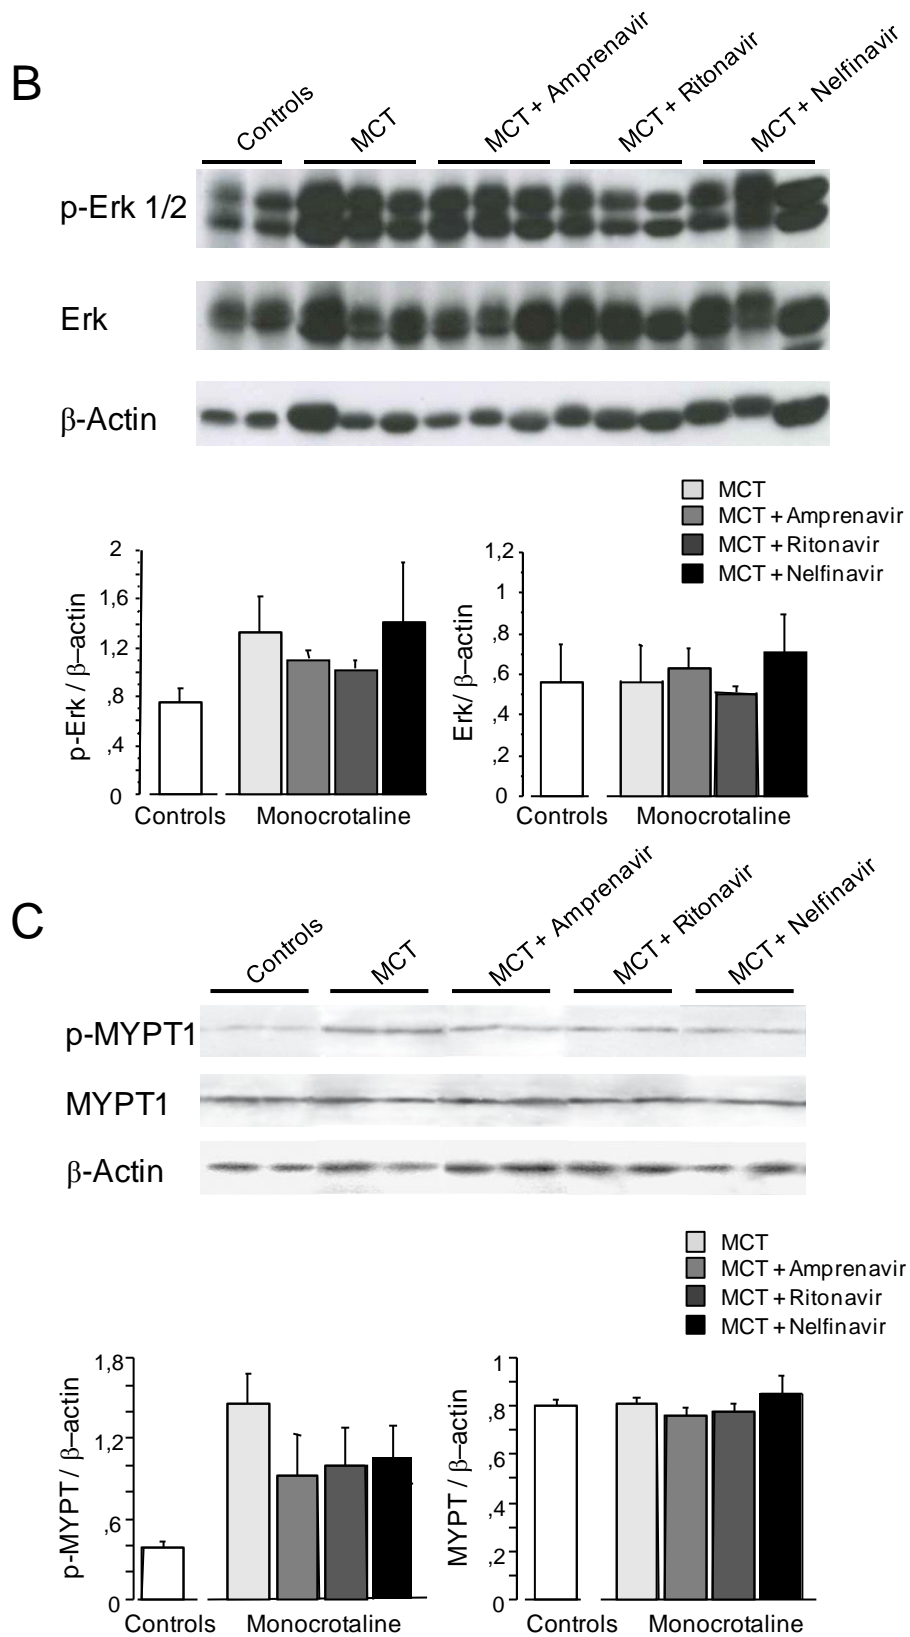 B
Controls
MCT
MCT + Amprenavir
MCT + Ritonavir
MCT + Nelfinavir
p-Erk 1/2
Erk
β-Actin
MCT
MCT + Amprenavir
MCT + Ritonavir
MCT + Nelfinavir
p-Erk / β–actin
2
1,6
1,2
,8
,4
0
Controls
Monocrotaline
Erk/ β–actin
1,2
1
,8
,6
,4
,2
0
Controls
Monocrotaline
C
Controls
MCT
MCT + Amprenavir
MCT + Ritonavir
MCT + Nelfinavir
p-MYPT1
MYPT1
β-Actin
MCT
MCT + Amprenavir
MCT + Ritonavir
MCT + Nelfinavir
p-MYPT / β–actin
1,8
1,2
,6
0
Controls
Monocrotaline
MYPT / β–actin
1
,8
,6
,4
,2
0
Controls
Monocrotaline